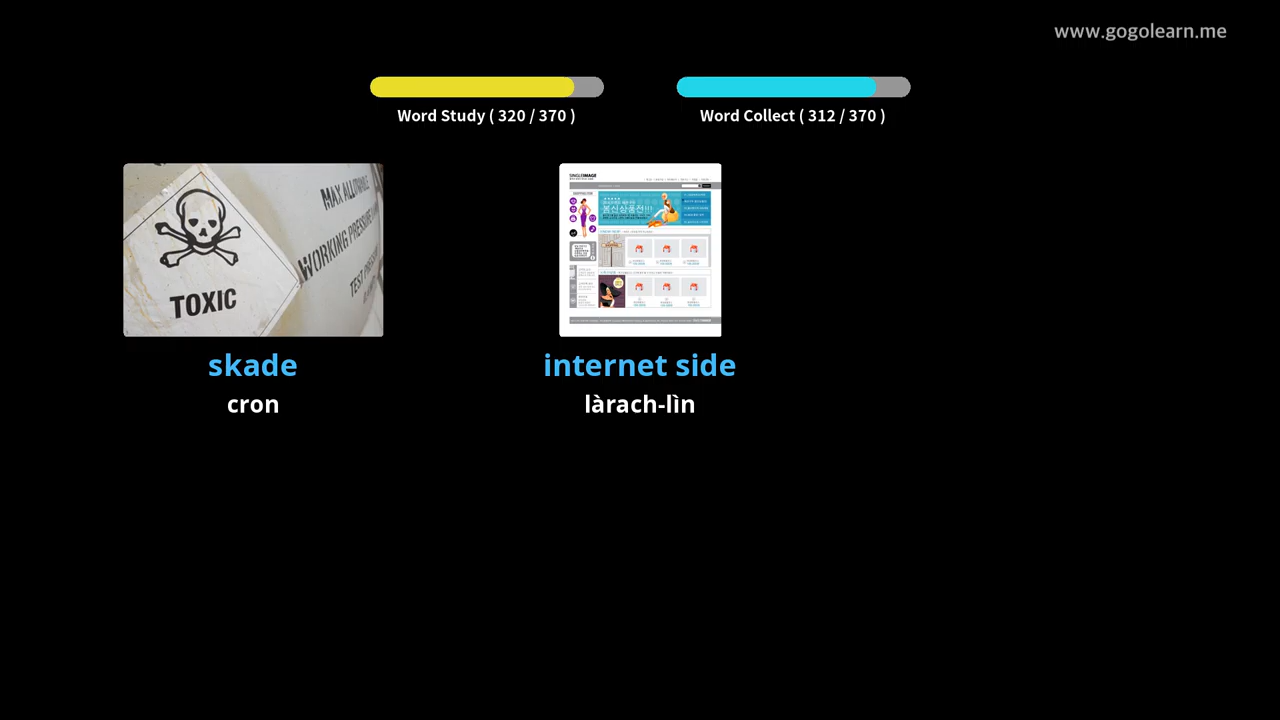 www.gogolearn.me
Word Study ( 320 / 370 )
Word Collect ( 312 / 370 )
MAX ALLOWABLE
WORKING PRESSURE
TOXIC
TEST
skade
internet side
cron
làrach-lìn